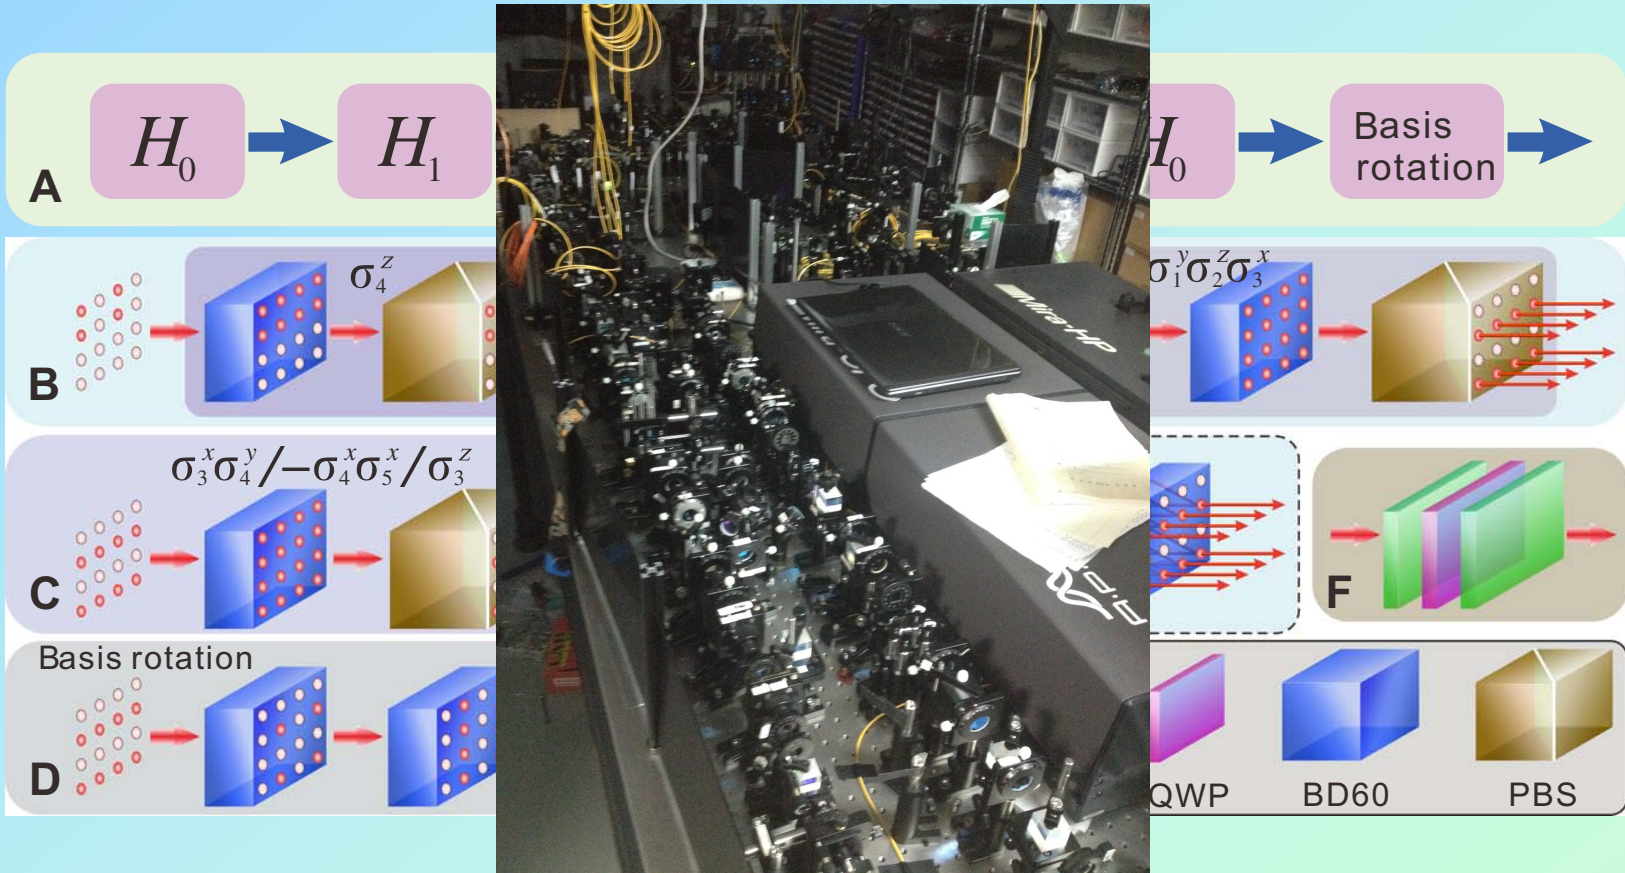 A
H₀
H₁
H₀
Basis
rotation
B
σ₄ᶻ
σ₁ʸσ₂ᶻσ₃ˣ
Mira-HP
C
σ₃ˣσ₄ʸ/−σ₄ˣσ₅ˣ/σ₃ᶻ
F
Basis rotation
D
QWP
BD60
PBS